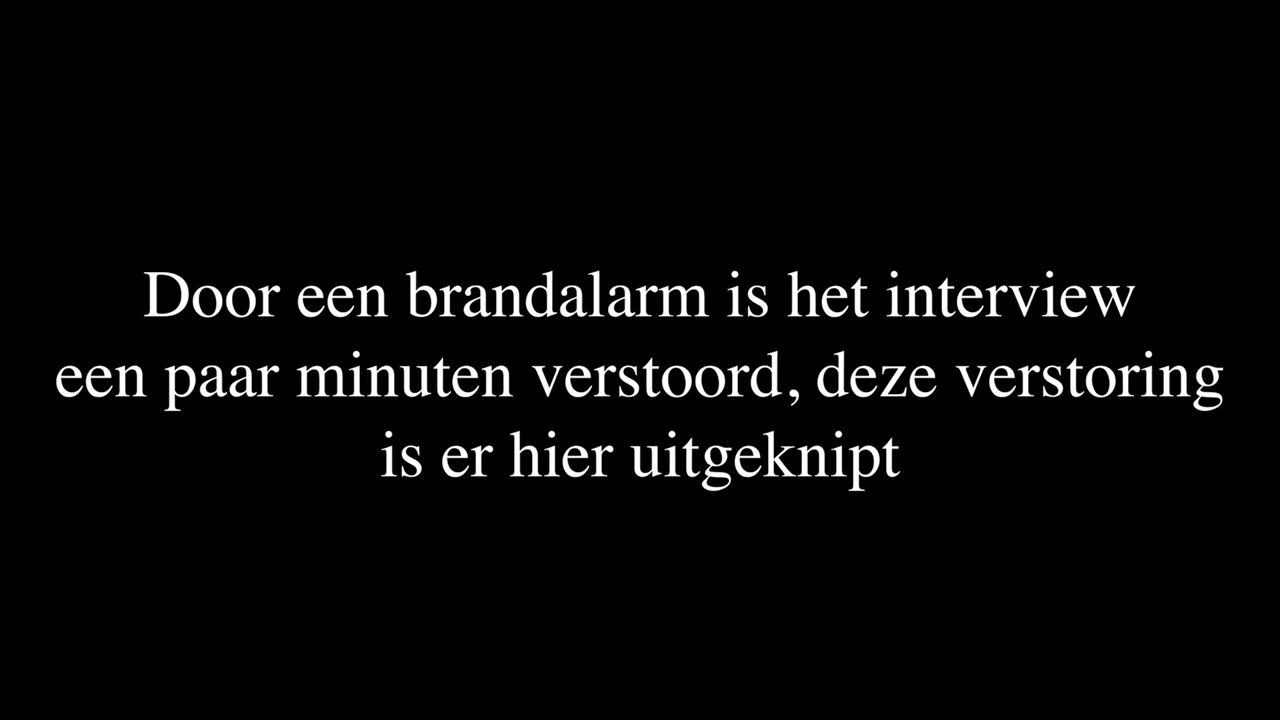 Door een brandalarm is het interview
een paar minuten verstoord, deze verstoring
is er hier uitgeknipt